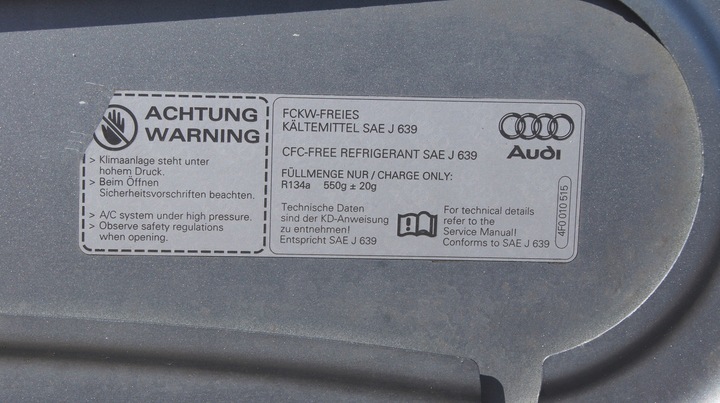 ACHTUNG
WARNING
> Klimaanlage steht unter
hohem Druck.
> Beim Öffnen
Sicherheitsvorschriften beachten.
> A/C system under high pressure.
> Observe safety regulations
when opening.
FCKW-FREIES
KÄLTEMITTEL SAE J 639
CFC-FREE REFRIGERANT SAE J 639
FÜLLMENGE NUR / CHARGE ONLY:
R134a 550g ± 20g
Technische Daten
sind der KD-Anweisung
zu entnehmen!
Entspricht SAE J 639
For technical details
refer to the
Service Manual!
Conforms to SAE J 639
Audi
4F0 010 515